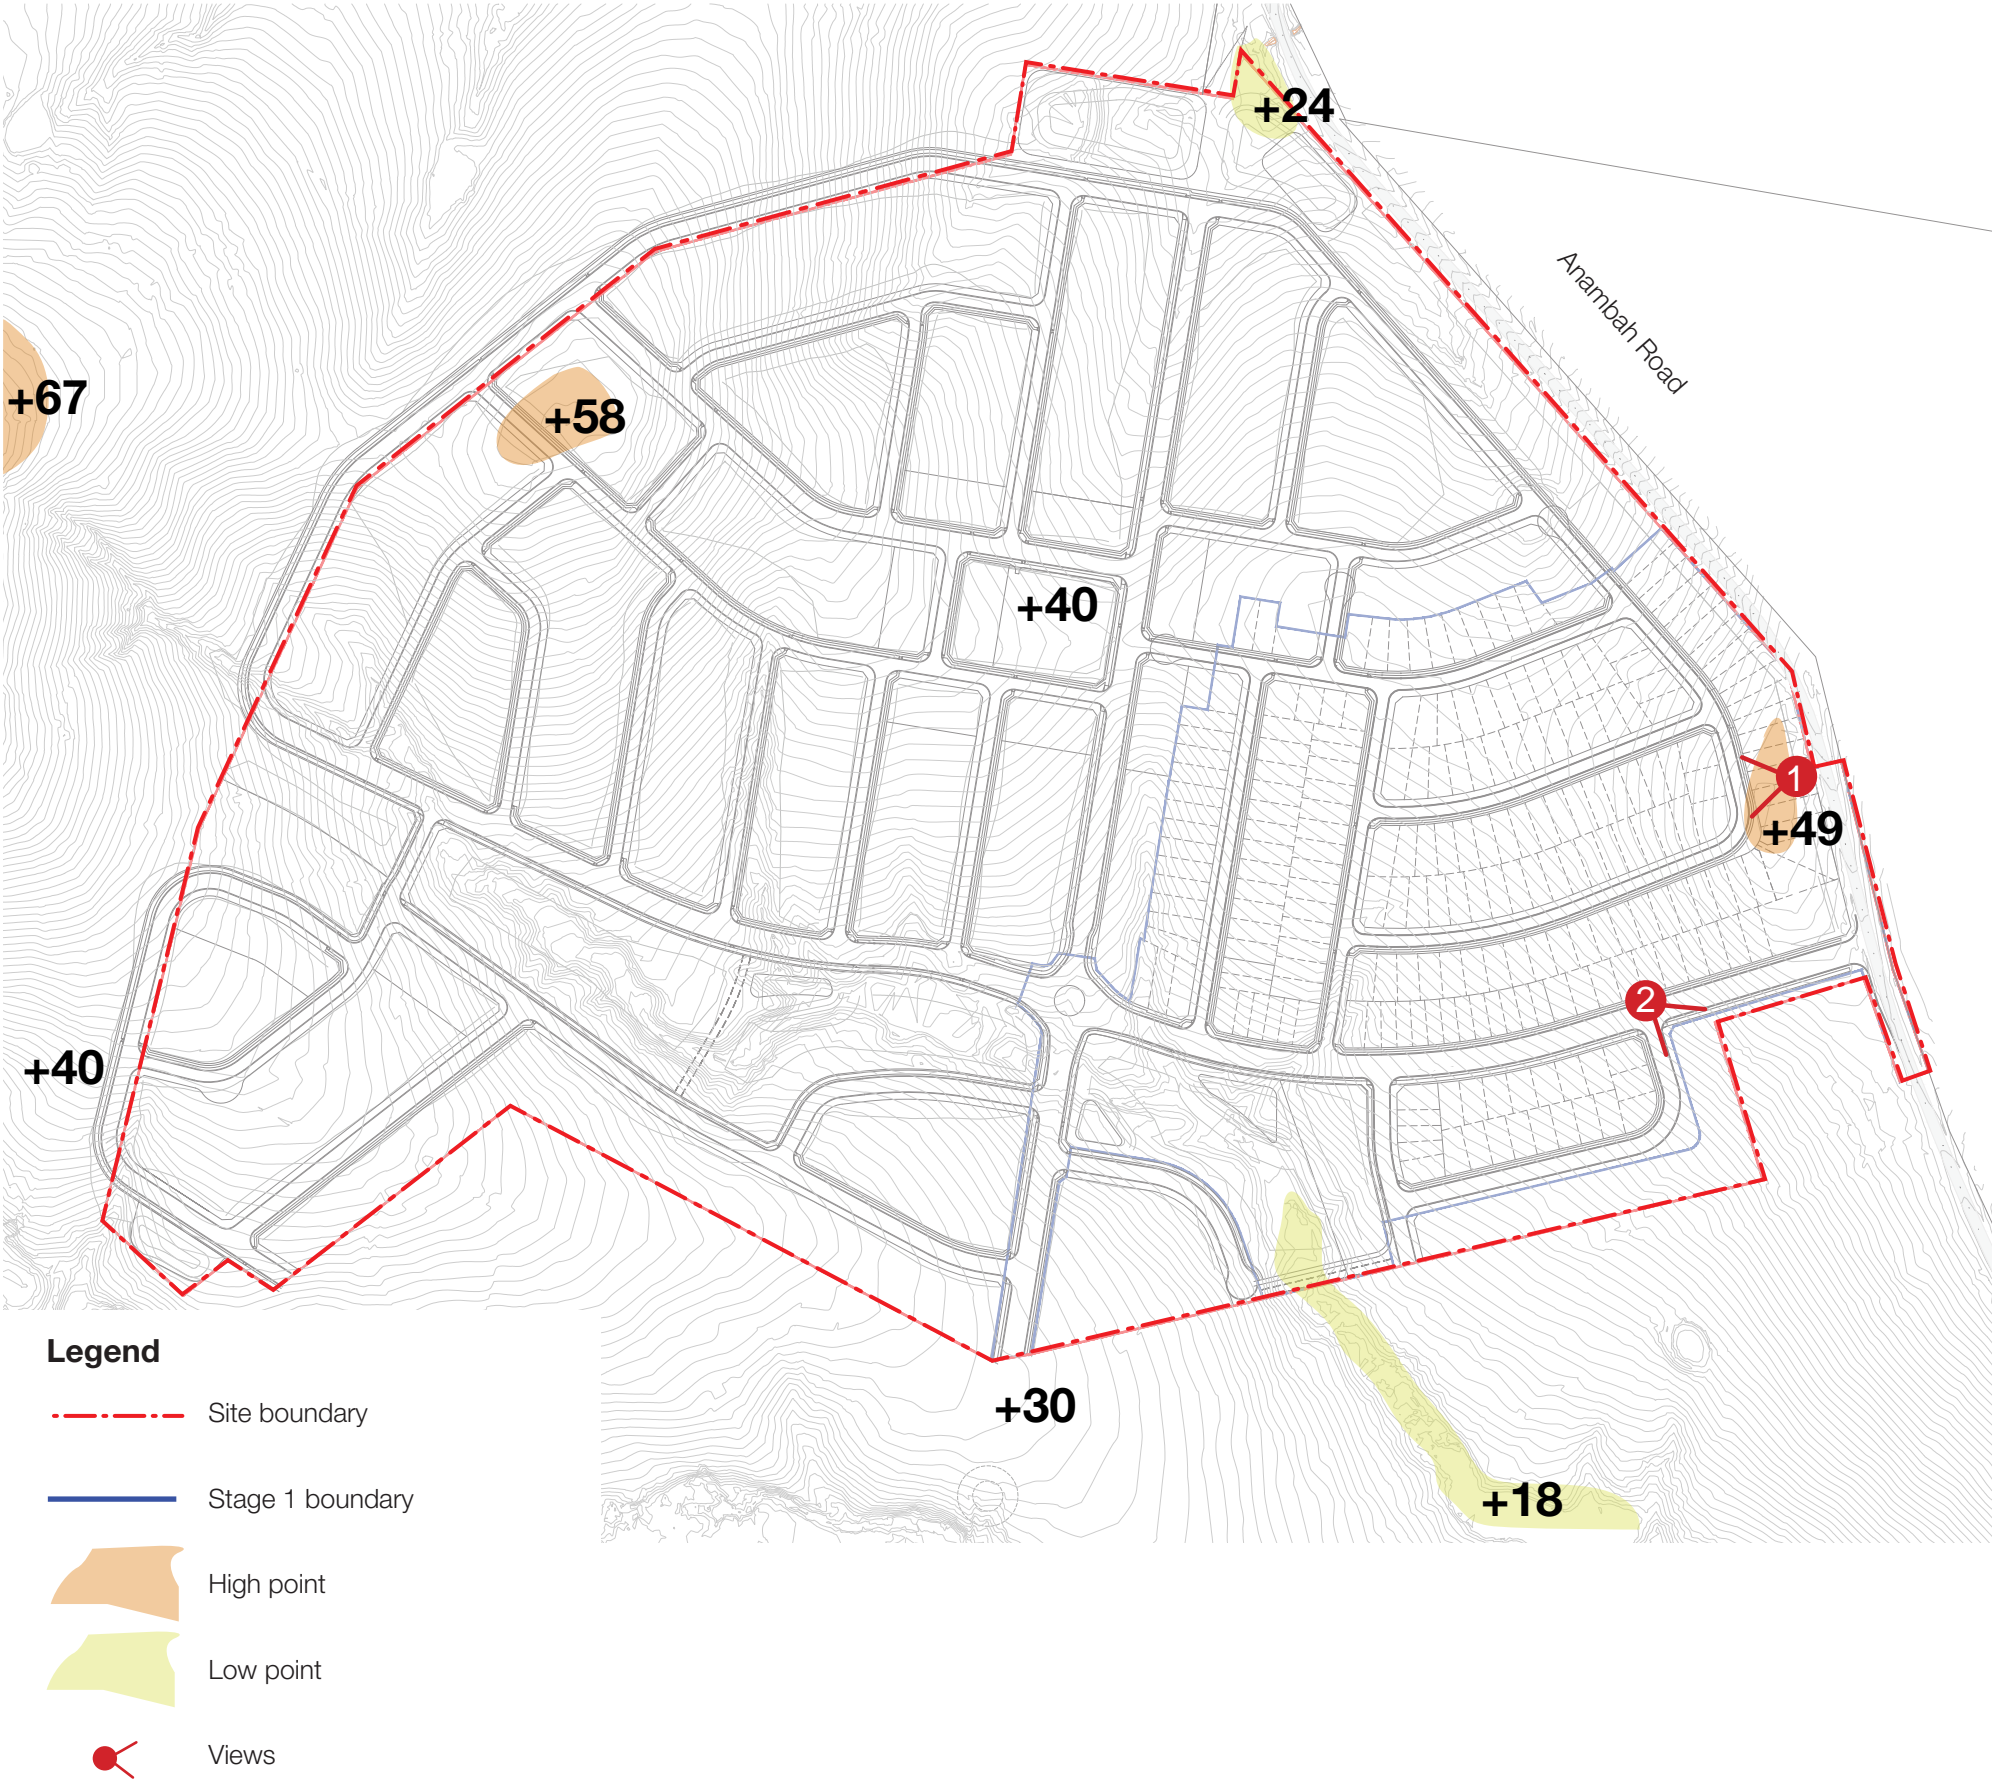 +24
Anambah Road
+67
+58
+40
1
+49
2
+40
+30
+18
Legend
Site boundary
Stage 1 boundary
High point
Low point
Views